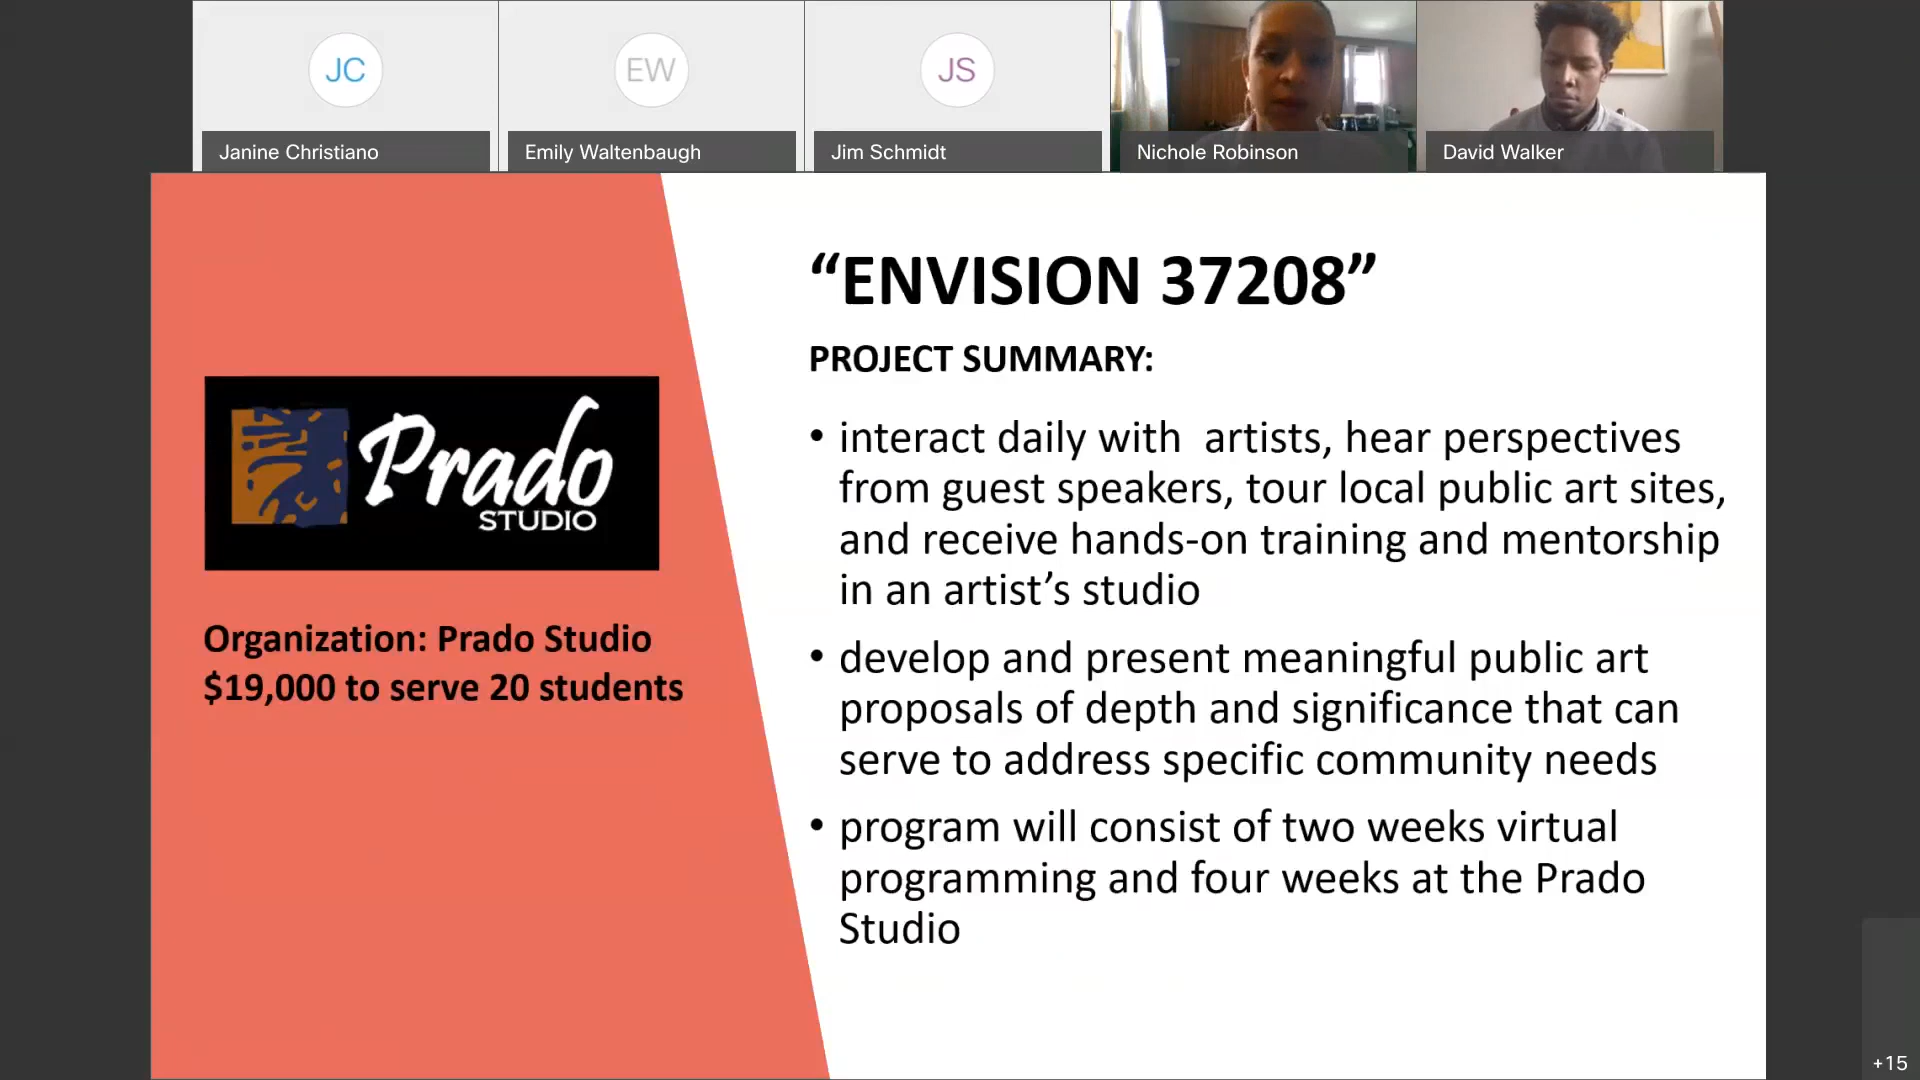 JC
EW
JS
Janine Christiano
Emily Waltenbaugh
Jim Schmidt
Nichole Robinson
David Walker
Prado
STUDIO
Organization: Prado Studio
$19,000 to serve 20 students
“ENVISION 37208”
PROJECT SUMMARY:
• interact daily with  artists, hear perspectives
from guest speakers, tour local public art sites,
and receive hands-on training and mentorship
in an artist’s studio
• develop and present meaningful public art
proposals of depth and significance that can
serve to address specific community needs
• program will consist of two weeks virtual
programming and four weeks at the Prado
Studio
+15